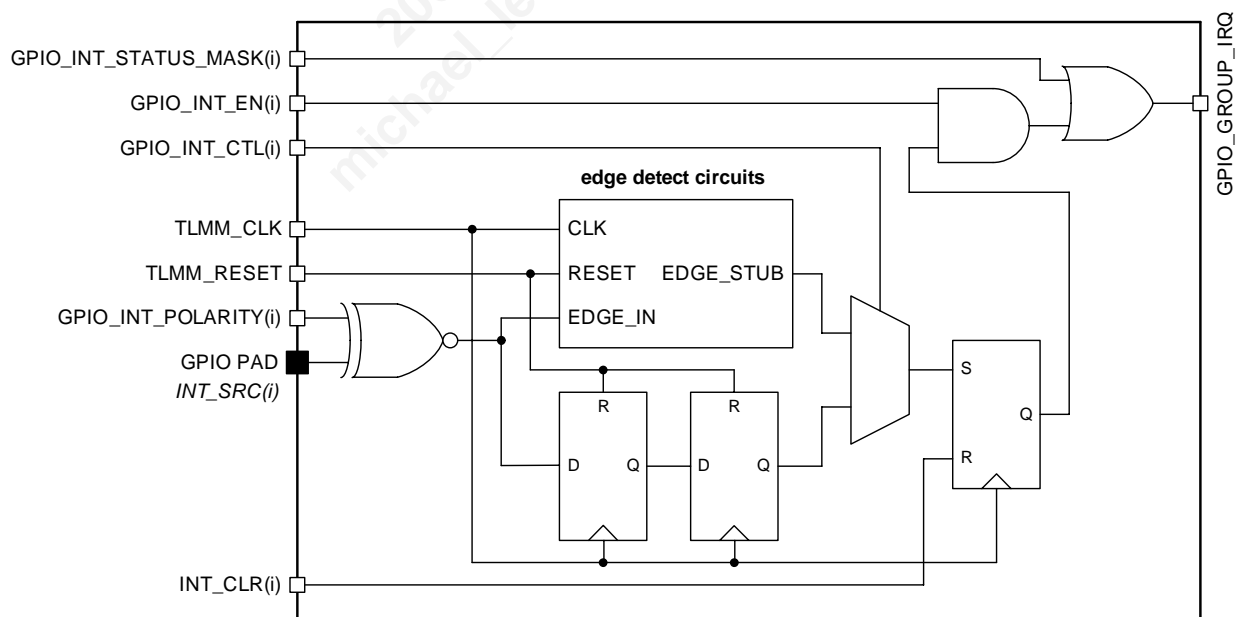 GPIO_INT_STATUS_MASK(i)
GPIO_INT_EN(i)
GPIO_INT_CTL(i)
TLMM_CLK
TLMM_RESET
GPIO_INT_POLARITY(i)
GPIO PAD
INT_SRC(i)
INT_CLR(i)
edge detect circuits
CLK
RESET EDGE_STUB
EDGE_IN
R
D Q
R
D Q
S
Q
R
GPIO_GROUP_IRQ